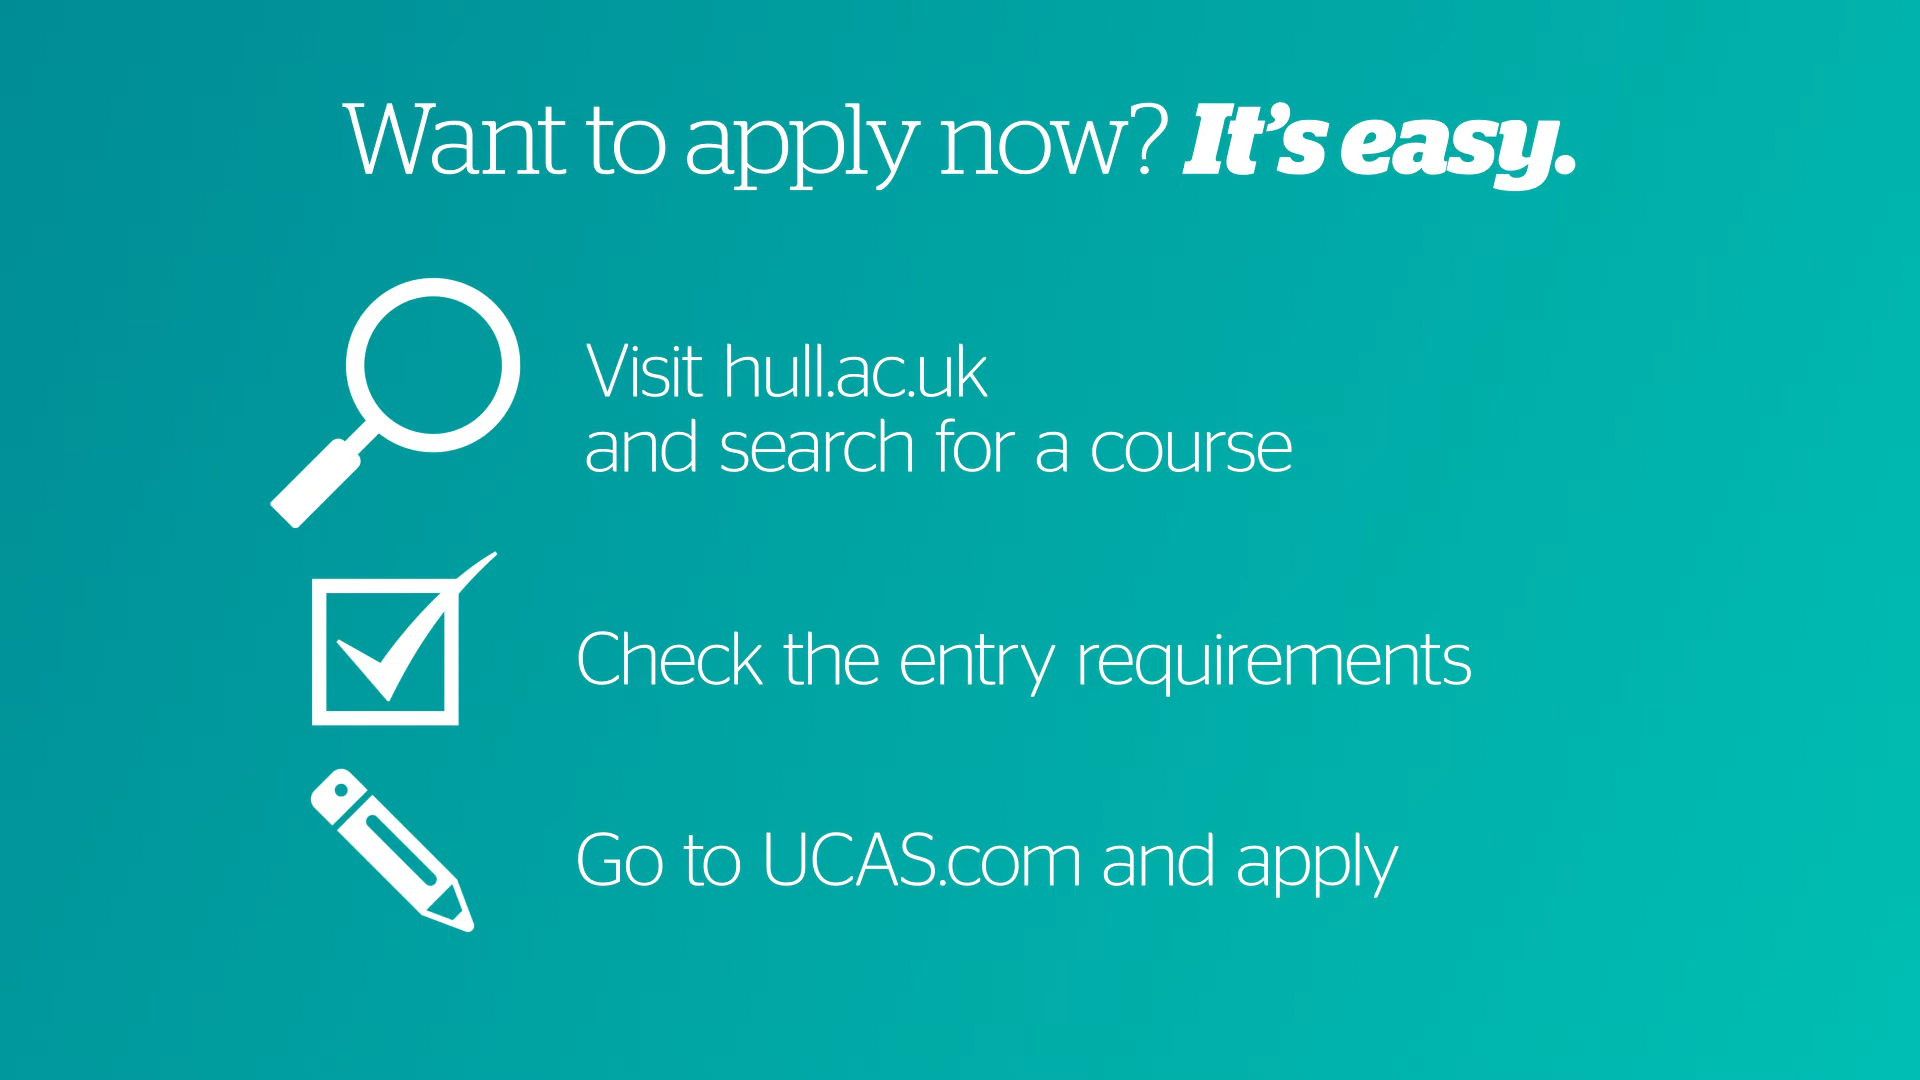 Want to apply now? It’s easy.
Visit hull.ac.uk
and search for a course
Check the entry requirements
Go to UCAS.com and apply